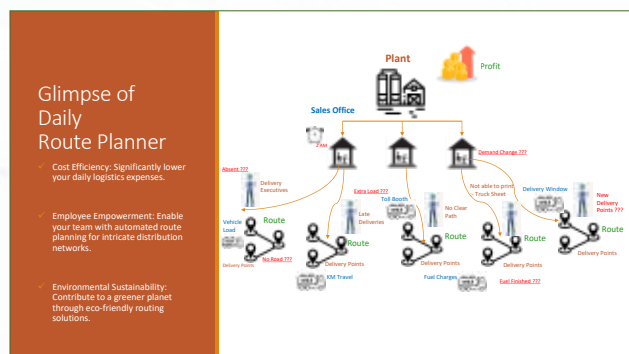 Glimpse of
Daily
Route Planner
Cost Efficiency: Significantly lower
your daily logistics expenses.
Employee Empowerment: Enable
your team with automated route
planning for intricate distribution
networks.
Environmental Sustainability:
Contribute to a greener planet
through eco-friendly routing
solutions.
Plant
Profit
Sales Office
2 AM
Demand Change ???
Absent ???
Delivery
Executives
Extra Load ???
Toll Booth
Not able to print
- Truck Sheet
Delivery Window
New
Delivery
Points ???
Vehicle
Load
Route
Late
Deliveries
No Clear
Path
Route
Route
Route
Route
No Road ???
Delivery Points
Delivery Points
Delivery Points
Delivery Points
Delivery Points
KM Travel
Fuel Charges
Fuel Finished ???